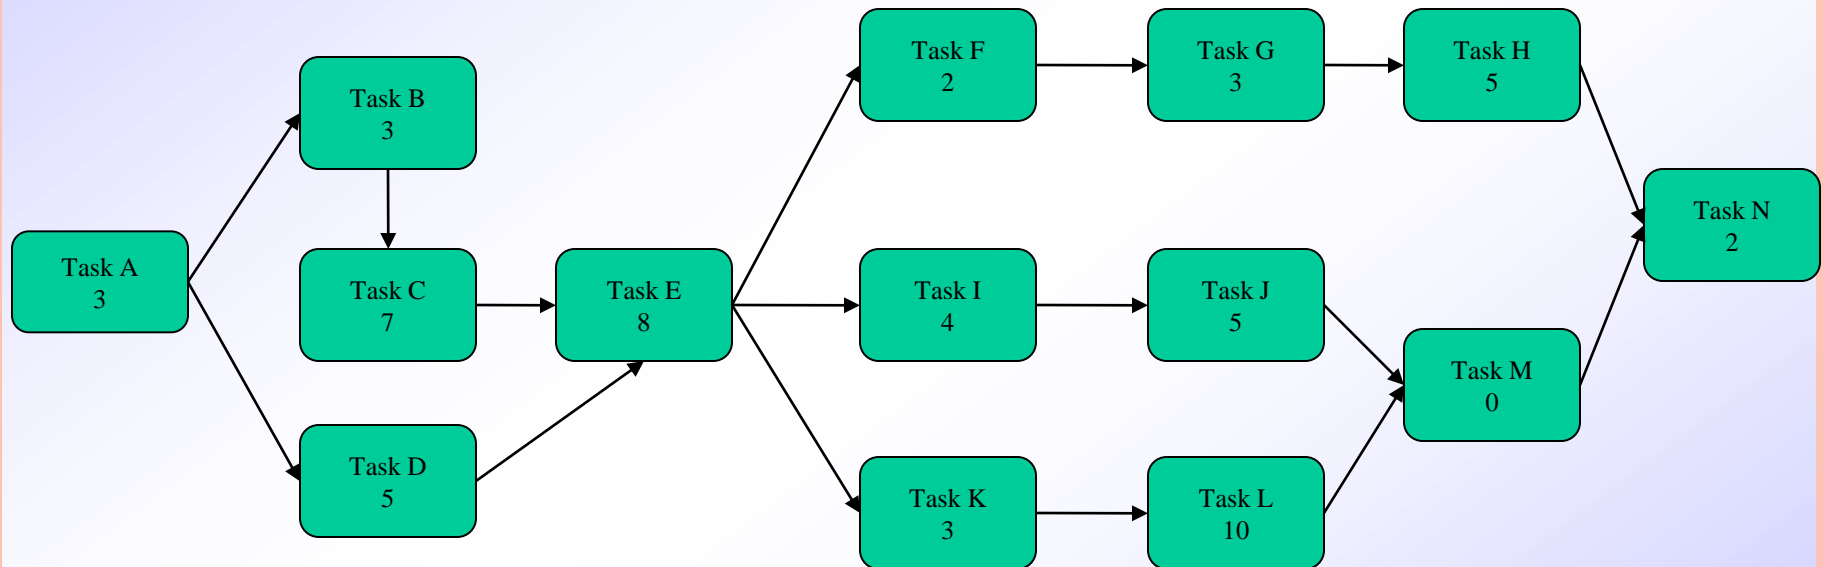 Task A
3
Task B
3
Task C
7
Task D
5
Task E
8
Task F
2
Task G
3
Task H
5
Task I
4
Task J
5
Task K
3
Task L
10
Task M
0
Task N
2